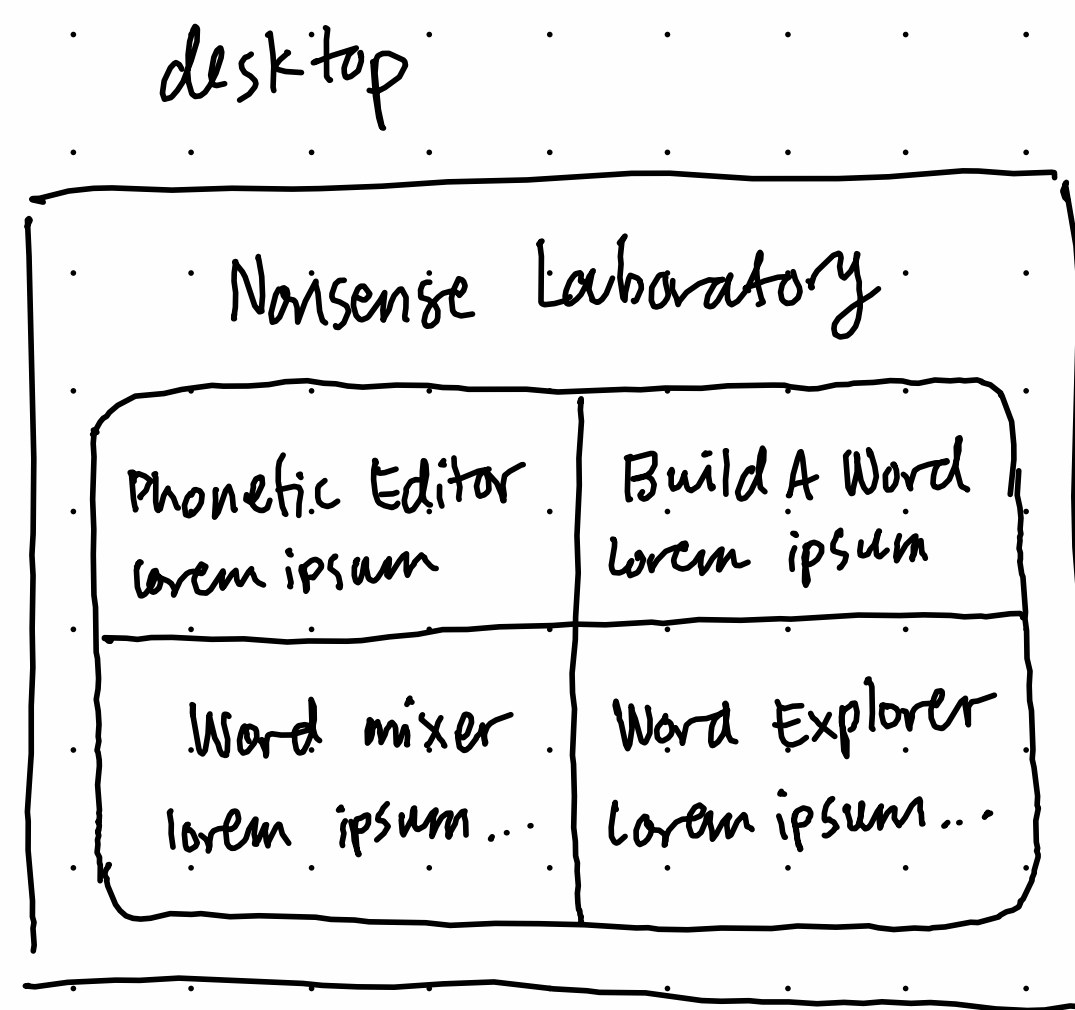 desktop
Nonsense Laboratory
Phonetic Editor
lorem ipsum
Build A Word
lorem ipsum
Word mixer
lorem ipsum...
Word Explorer
Lorem ipsum...